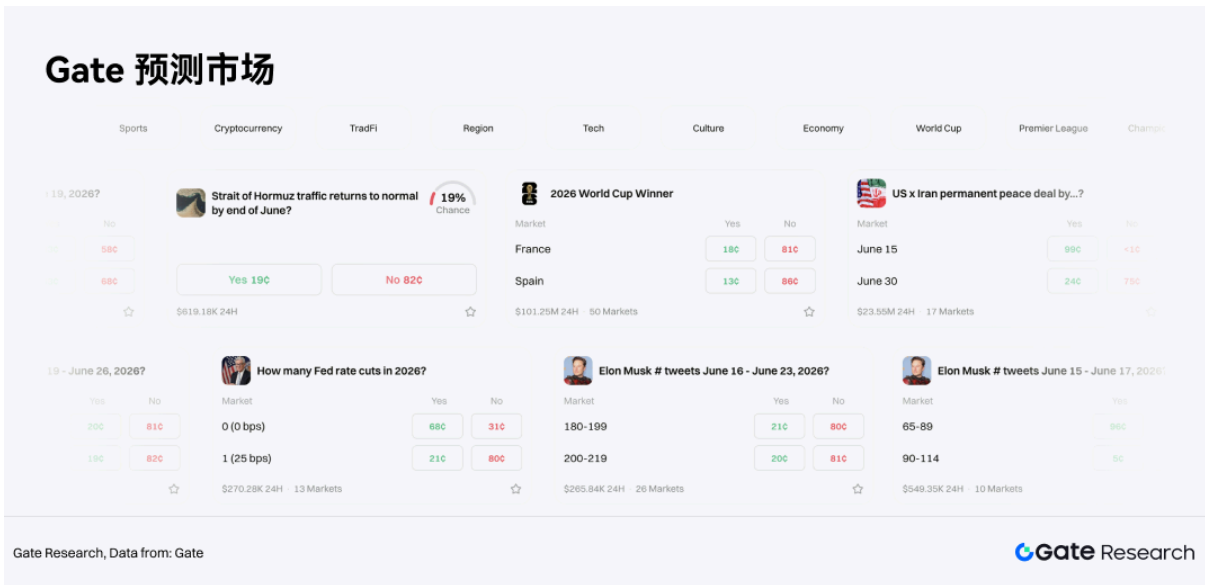 Gate 预测市场
Sports Cryptocurrency TradFi Region Tech Culture Economy World Cup Premier League
19, 2026?
No
58¢
68¢
Strait of Hormuz traffic returns to normal
by end of June?
19%
Chance
Yes 19¢ No 82¢
$619.18K 24H
2026 World Cup Winner
Market Yes No
France 18¢ 81¢
Spain 13¢ 86¢
$101.25M 24H · 50 Markets
US x Iran permanent peace deal by...?
Market Yes No
June 15 99¢ <1¢
June 30 24¢
$23.55M 24H · 17 Markets
19 - June 26, 2026?
Yes No
20¢ 81¢
19¢ 82¢
How many Fed rate cuts in 2026?
Market Yes No
0 (0 bps) 68¢ 31¢
1 (25 bps) 21¢ 80¢
$270.28K 24H · 13 Markets
Elon Musk # tweets June 16 - June 23, 2026?
Market Yes No
180-199 21¢ 80¢
200-219 20¢ 81¢
$265.84K 24H · 26 Markets
Elon Musk # tweets June 15 - June 17, 2026?
Market Yes
65-89
90-114
$549.35K 24H · 10 Markets
Gate Research, Data from: Gate
Gate Research